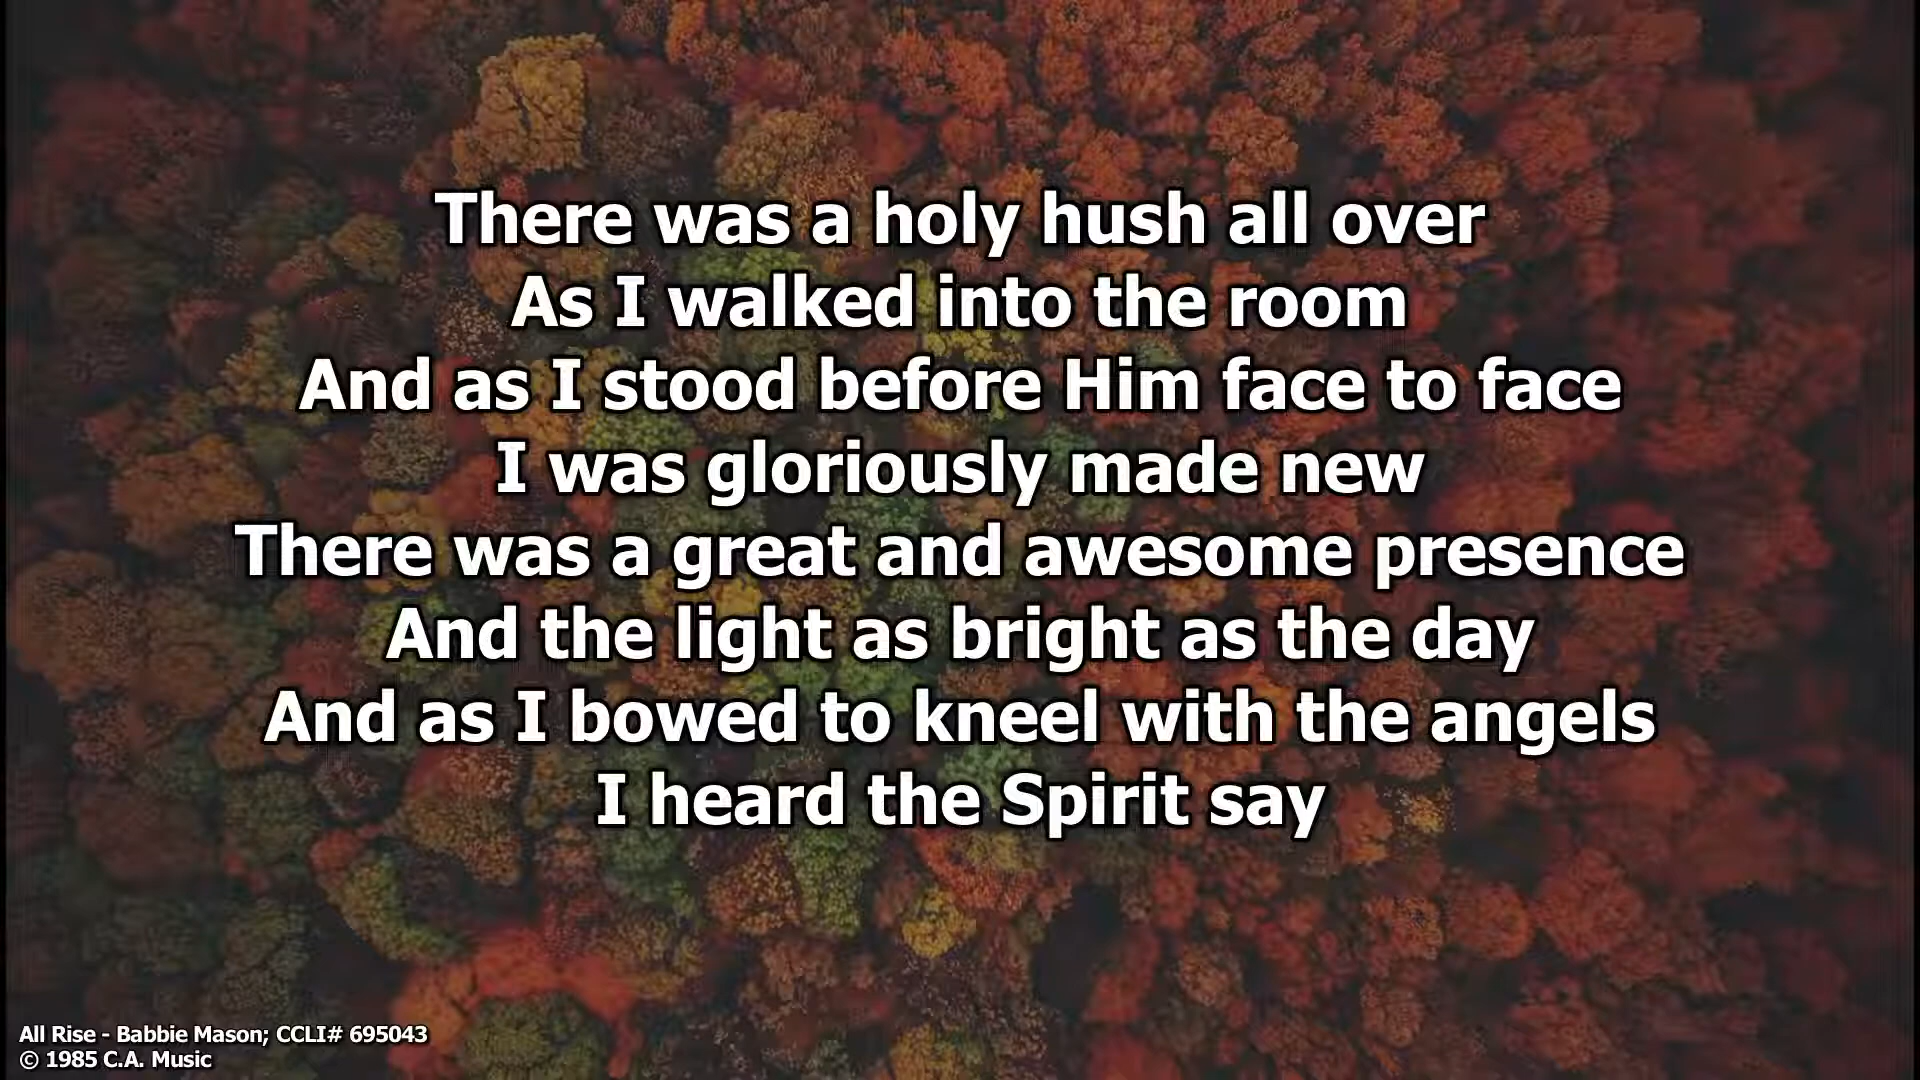 There was a holy hush all over
As I walked into the room
And as I stood before Him face to face
I was gloriously made new
There was a great and awesome presence
And the light as bright as the day
And as I bowed to kneel with the angels
I heard the Spirit say
All Rise - Babbie Mason; CCLI# 695043
© 1985 C.A. Music